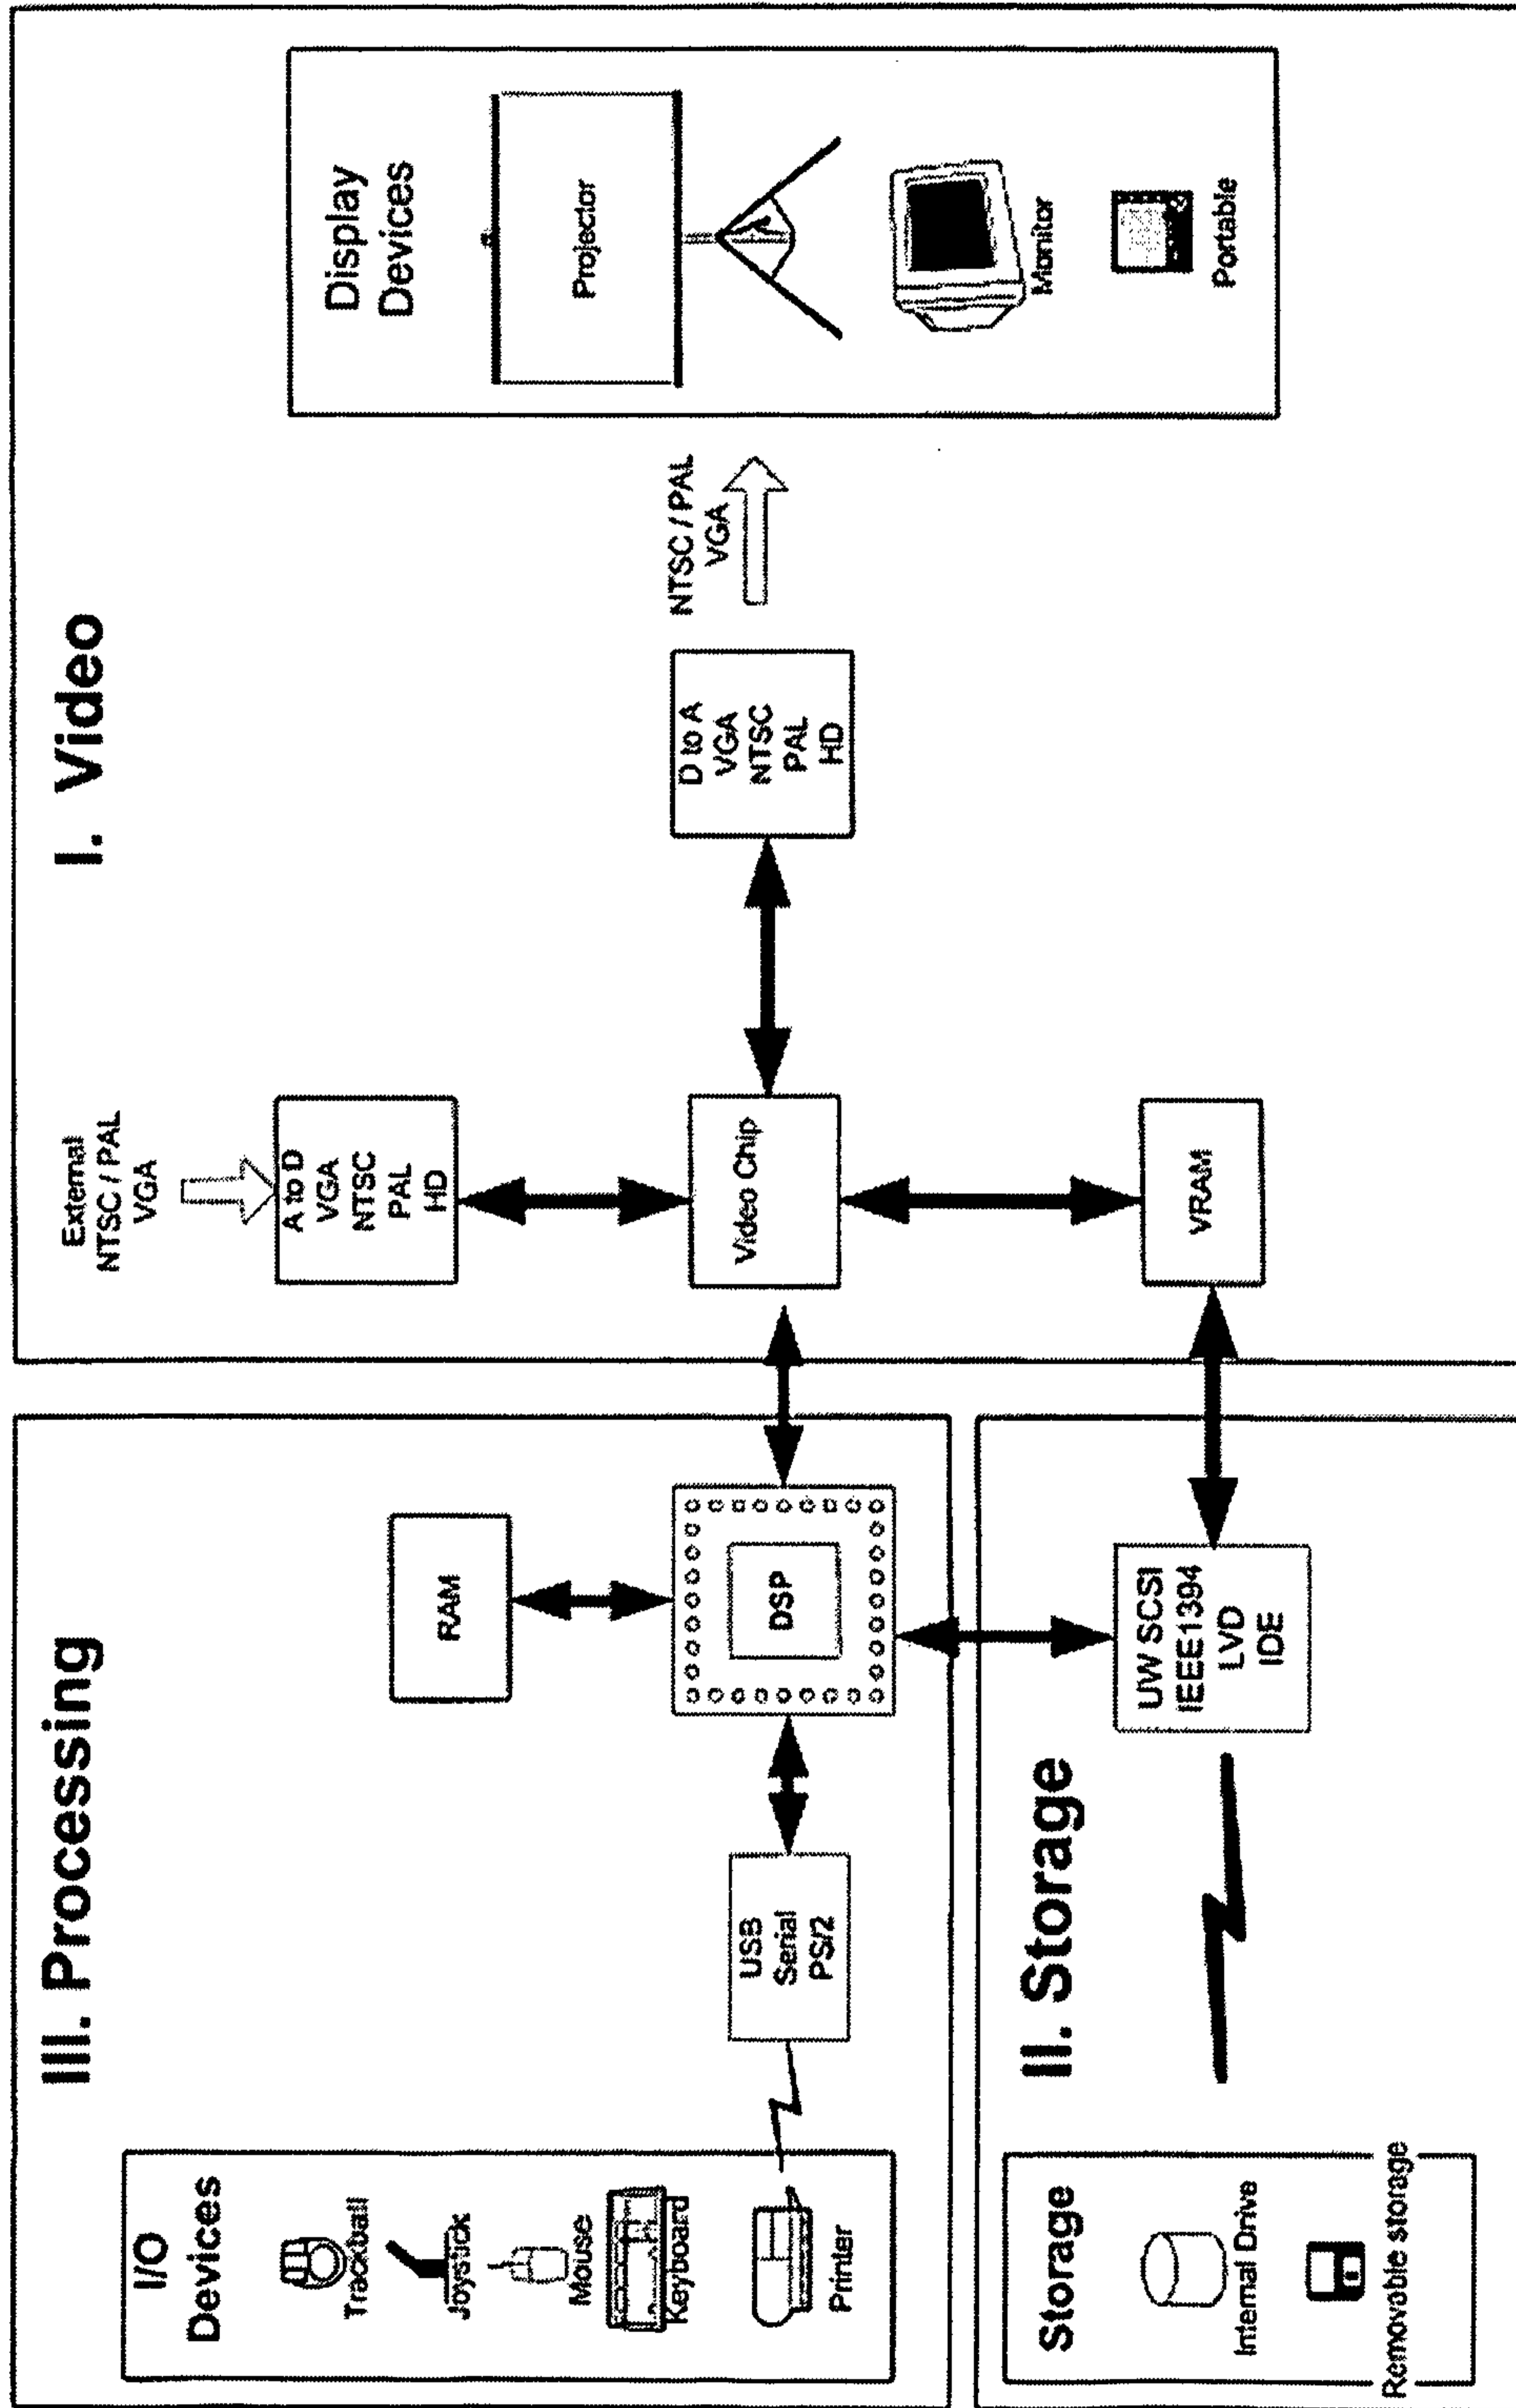 III. Processing
I/O
Devices
Trackball
Joystick
Mouse
Keyboard
Printer
USB
Serial
PS/2
RAM
DSP
II. Storage
Storage
Internal Drive
Removable storage
UW SCSI
IEEE1394
LVD
IDE
I. Video
External
NTSC / PAL
VGA
A to D
VGA
NTSC
PAL
HD
Video Chip
VRAM
D to A
VGA
NTSC
PAL
HD
NTSC / PAL
VGA
Display
Devices
Projector
Monitor
Portable